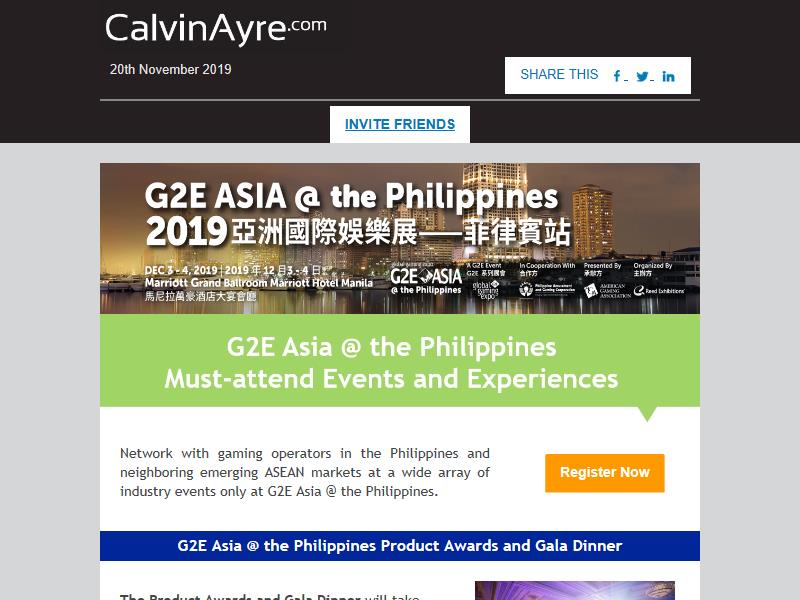 CalvinAyre.com
20th November 2019
SHARE THIS
INVITE FRIENDS
G2E ASIA @ the Philippines
2019亞洲國際娛樂展——菲律賓站
DEC 3 - 4, 2019 | 2019 年 12 月3 - 4 日
Marriott Grand Ballroom Marriott Hotel Manila
馬尼拉萬豪酒店大宴會廳
G2E ASIA
@ the Philippines
A G2E Event
G2E 系列展會
global gaming expo
In Cooperation With
合作方
Philippine Amusement and Gaming Corporation
Presented By
承辦方
AMERICAN GAMING ASSOCIATION
Organized By
主辦方
Reed Exhibitions
G2E Asia @ the Philippines
Must-attend Events and Experiences
Network with gaming operators in the Philippines and
neighboring emerging ASEAN markets at a wide array of
industry events only at G2E Asia @ the Philippines.
Register Now
G2E Asia @ the Philippines Product Awards and Gala Dinner
The Product Awards and Gala Dinner will take